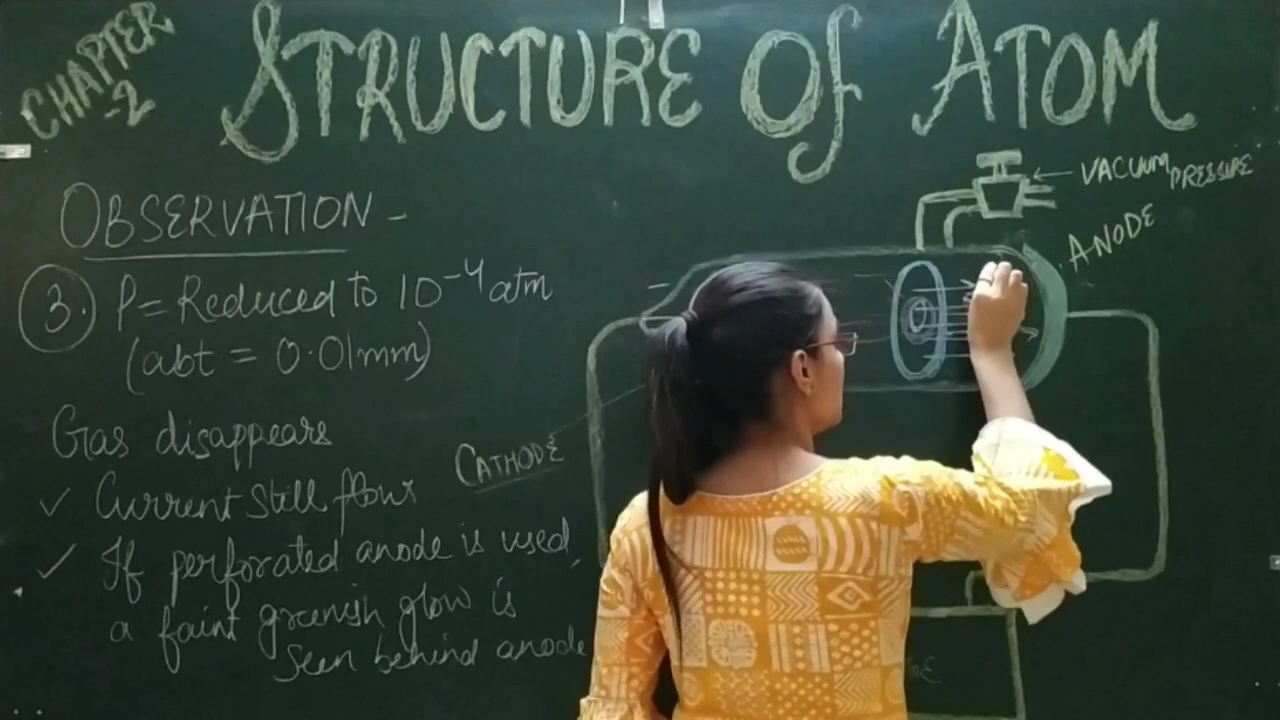 CHAPTER
-2
STRUCTURE Of ATOM
VACUUM PRESSURE
ANODE
OBSERVATION -
3. P = Reduced to 10⁻⁴ atm
(abt = 0.01mm)
Gas disappears
✓ Current still flows
✓ If perforated anode is used,
a faint greenish glow is
seen behind anode
CATHODE